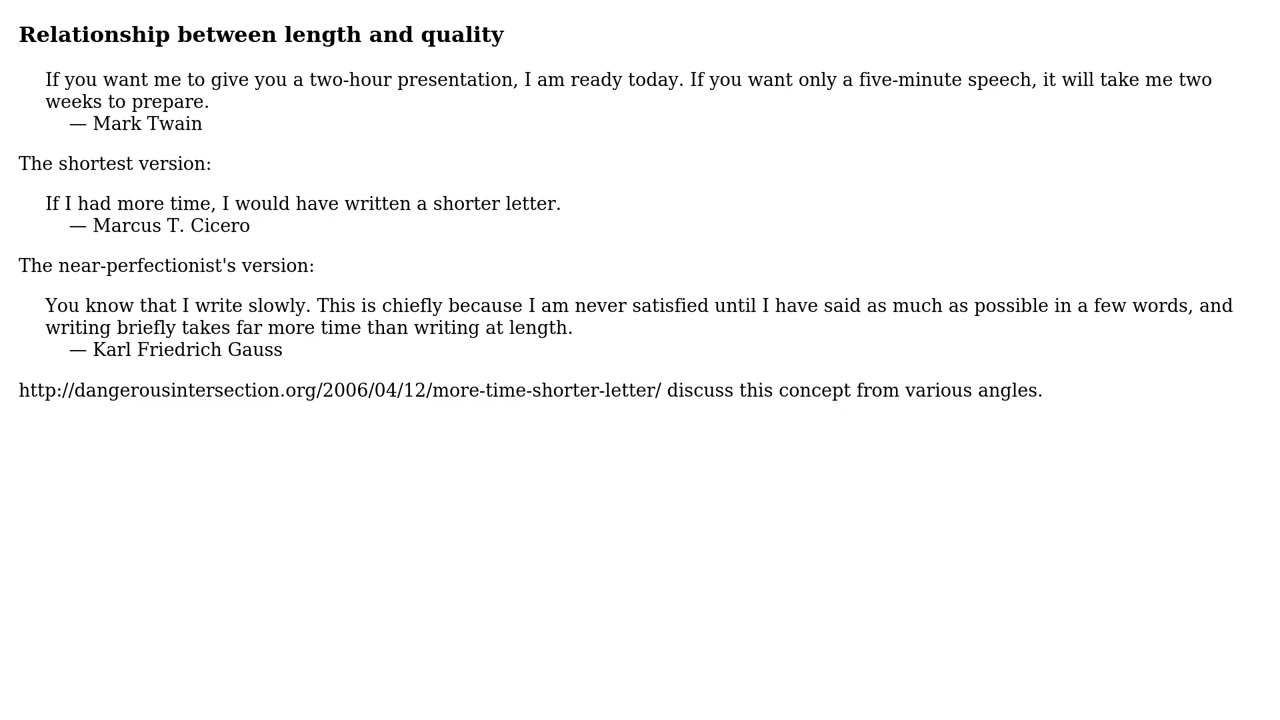 Relationship between length and quality
If you want me to give you a two-hour presentation, I am ready today. If you want only a five-minute speech, it will take me two
weeks to prepare.
— Mark Twain
The shortest version:
If I had more time, I would have written a shorter letter.
— Marcus T. Cicero
The near-perfectionist's version:
You know that I write slowly. This is chiefly because I am never satisfied until I have said as much as possible in a few words, and
writing briefly takes far more time than writing at length.
— Karl Friedrich Gauss
http://dangerousintersection.org/2006/04/12/more-time-shorter-letter/ discuss this concept from various angles.